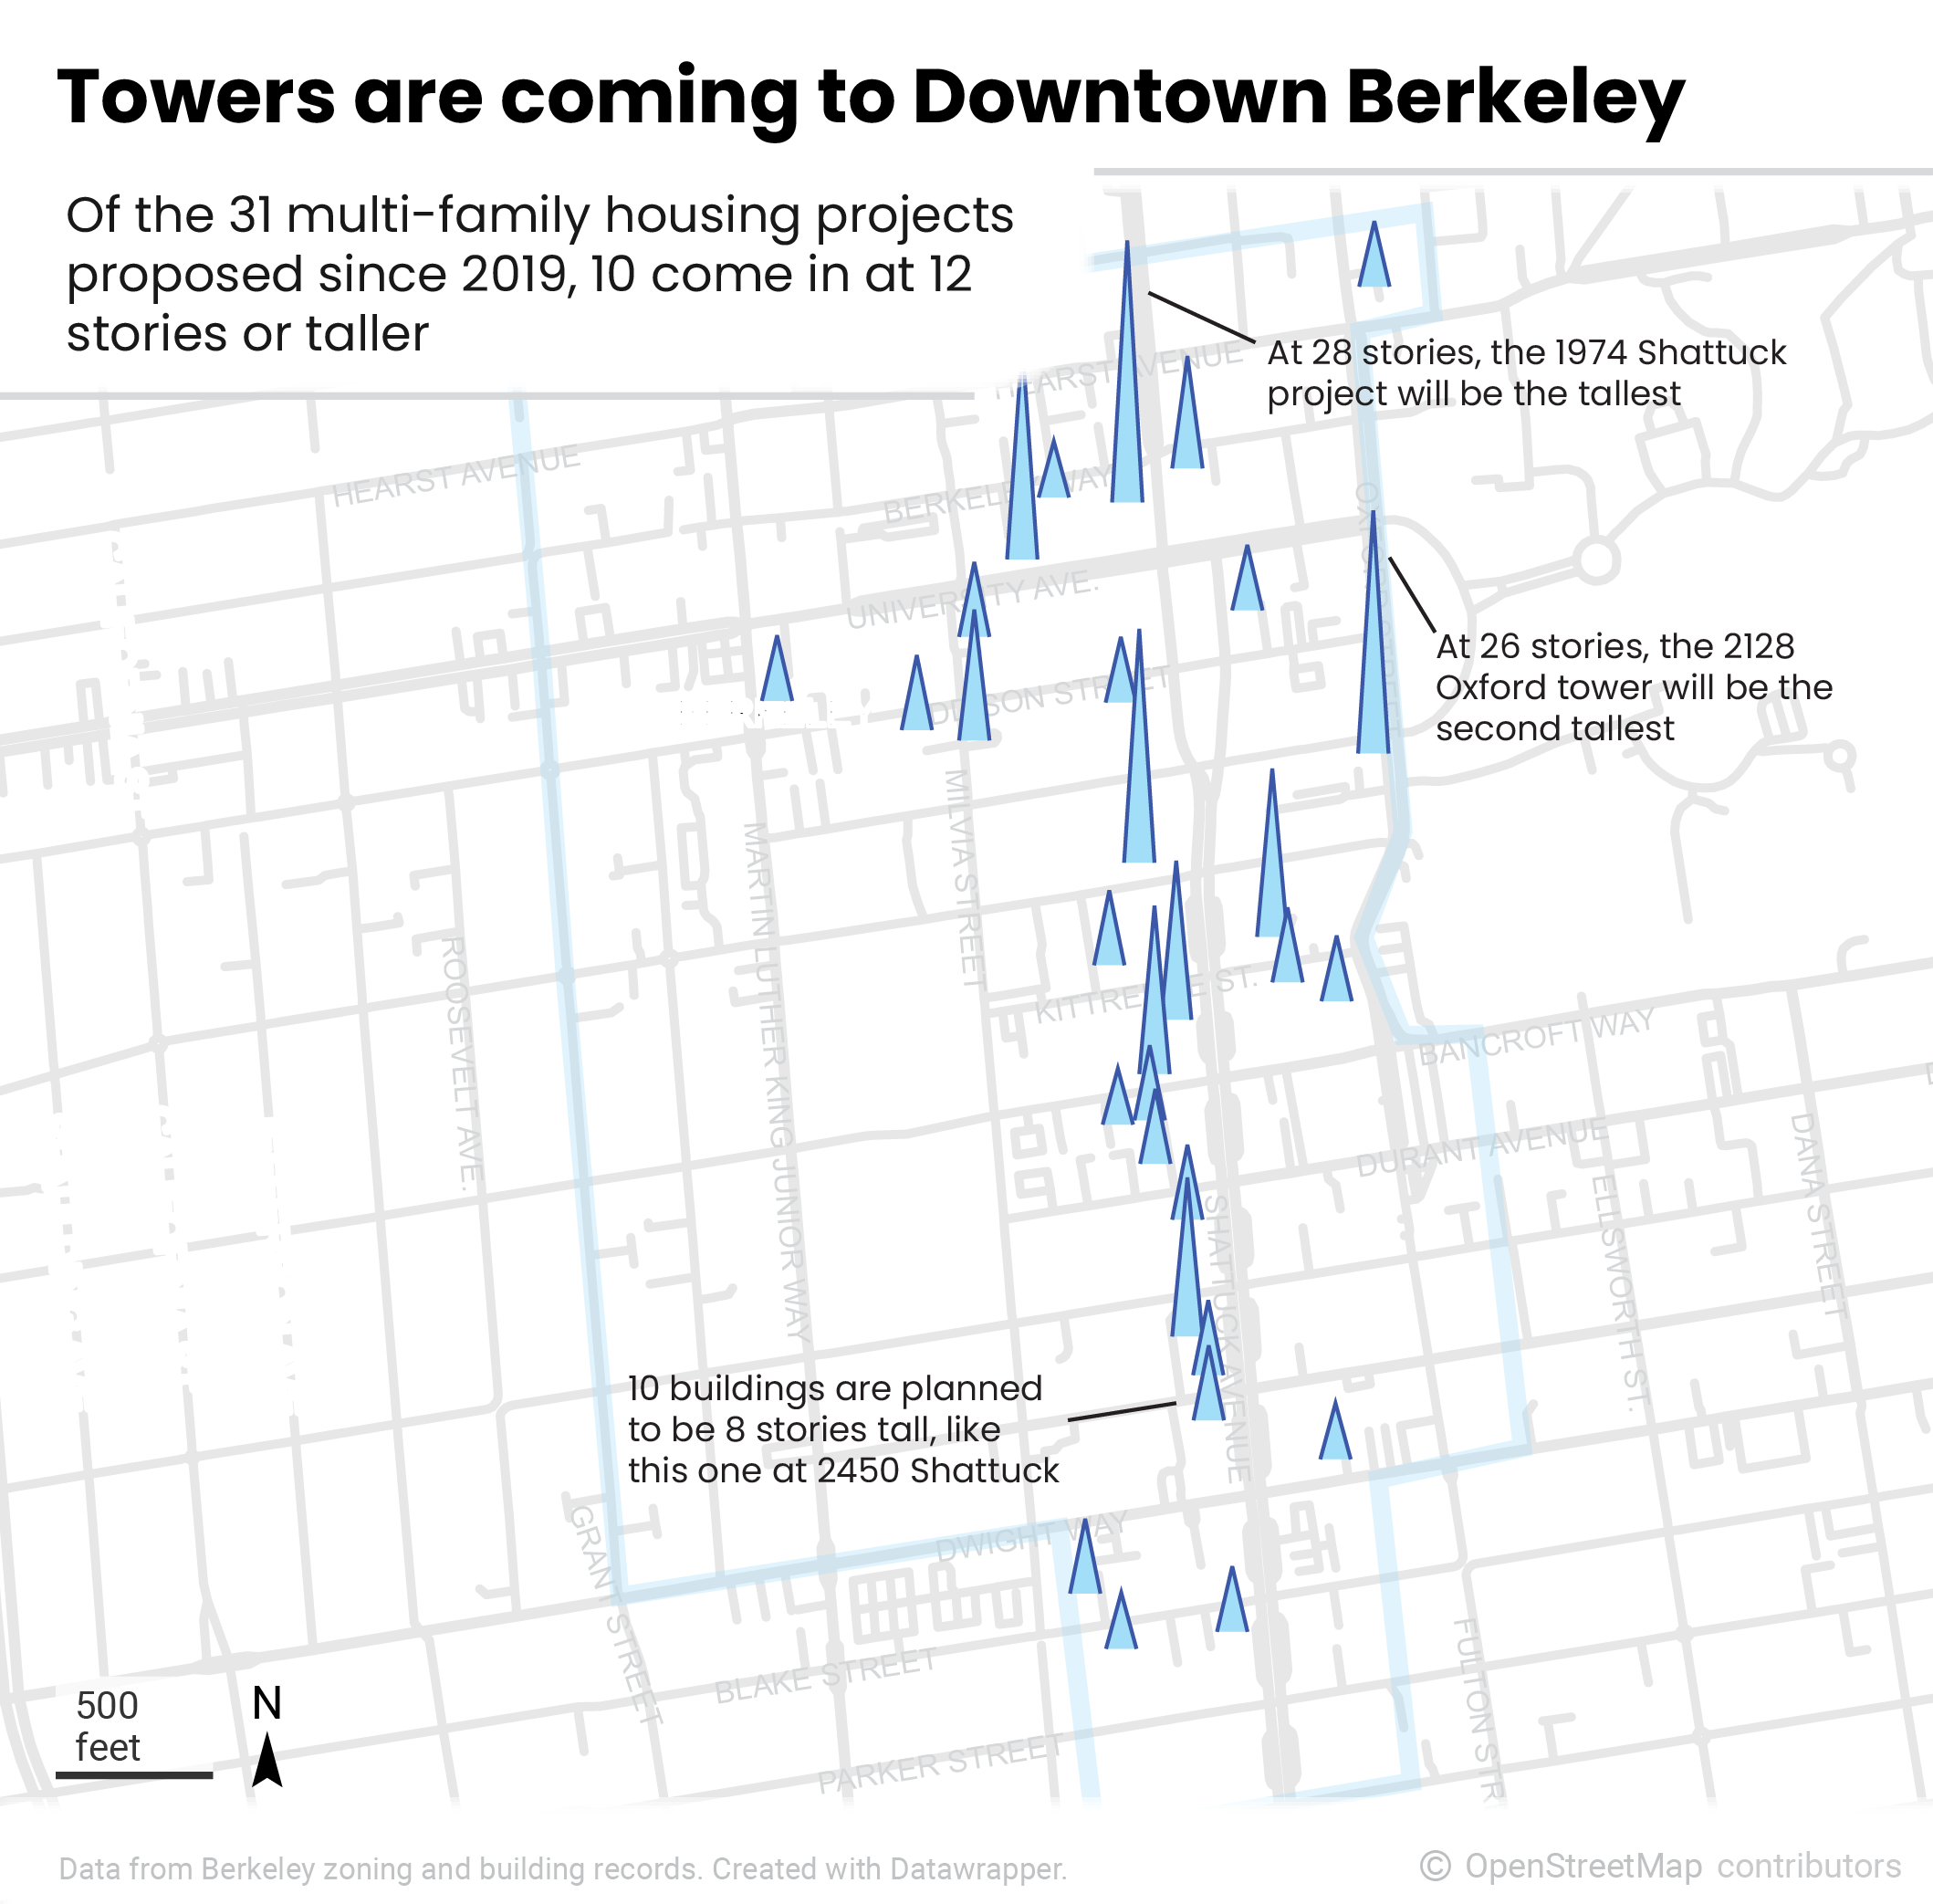 Towers are coming to Downtown Berkeley
Of the 31 multi-family housing projects
proposed since 2019, 10 come in at 12
stories or taller
At 28 stories, the 1974 Shattuck
project will be the tallest
HEARST AVENUE
HEARST AVENUE
BERKELEY WAY
UNIVERSITY AVE.
At 26 stories, the 2128
Oxford tower will be the
second tallest
MILVIA STREET
MARTIN LUTHER KING JUNIOR WAY
ROOSEVELT AVE.
KITTREDGE ST.
BANCROFT WAY
DURANT AVENUE
DANA STREET
ELLSWORTH ST.
SHATTUCK AVENUE
10 buildings are planned
to be 8 stories tall, like
this one at 2450 Shattuck
GRANT STREET
DWIGHT WAY
BLAKE STREET
FULTON STR
PARKER STREET
500
feet
N
Data from Berkeley zoning and building records. Created with Datawrapper.
© OpenStreetMap contributors